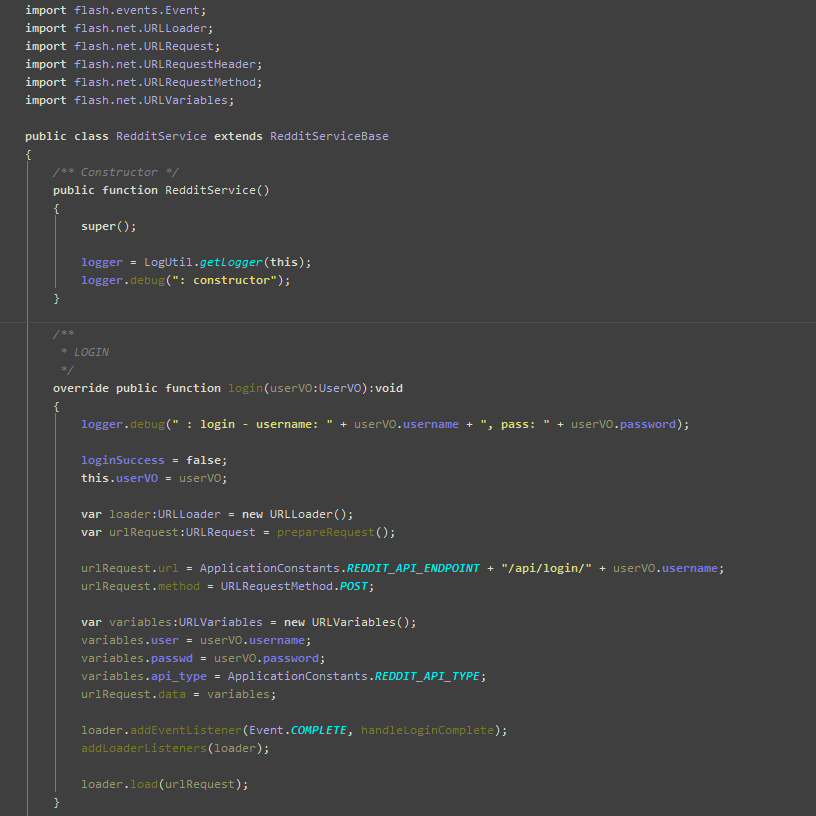 import flash.events.Event;
import flash.net.URLLoader;
import flash.net.URLRequest;
import flash.net.URLRequestHeader;
import flash.net.URLRequestMethod;
import flash.net.URLVariables;
public class RedditService extends RedditServiceBase
{
/** Constructor */
public function RedditService()
{
super();
logger = LogUtil.getLogger(this);
logger.debug(": constructor");
}
/**
* LOGIN
*/
override public function login(userVO:UserVO):void
{
logger.debug(" : login - username: " + userVO.username + ", pass: " + userVO.password);
loginSuccess = false;
this.userVO = userVO;
var loader:URLLoader = new URLLoader();
var urlRequest:URLRequest = prepareRequest();
urlRequest.url = ApplicationConstants.REDDIT_API_ENDPOINT + "/api/login/" + userVO.username;
urlRequest.method = URLRequestMethod.POST;
var variables:URLVariables = new URLVariables();
variables.user = userVO.username;
variables.passwd = userVO.password;
variables.api_type = ApplicationConstants.REDDIT_API_TYPE;
urlRequest.data = variables;
loader.addEventListener(Event.COMPLETE, handleLoginComplete);
addLoaderListeners(loader);
loader.load(urlRequest);
}